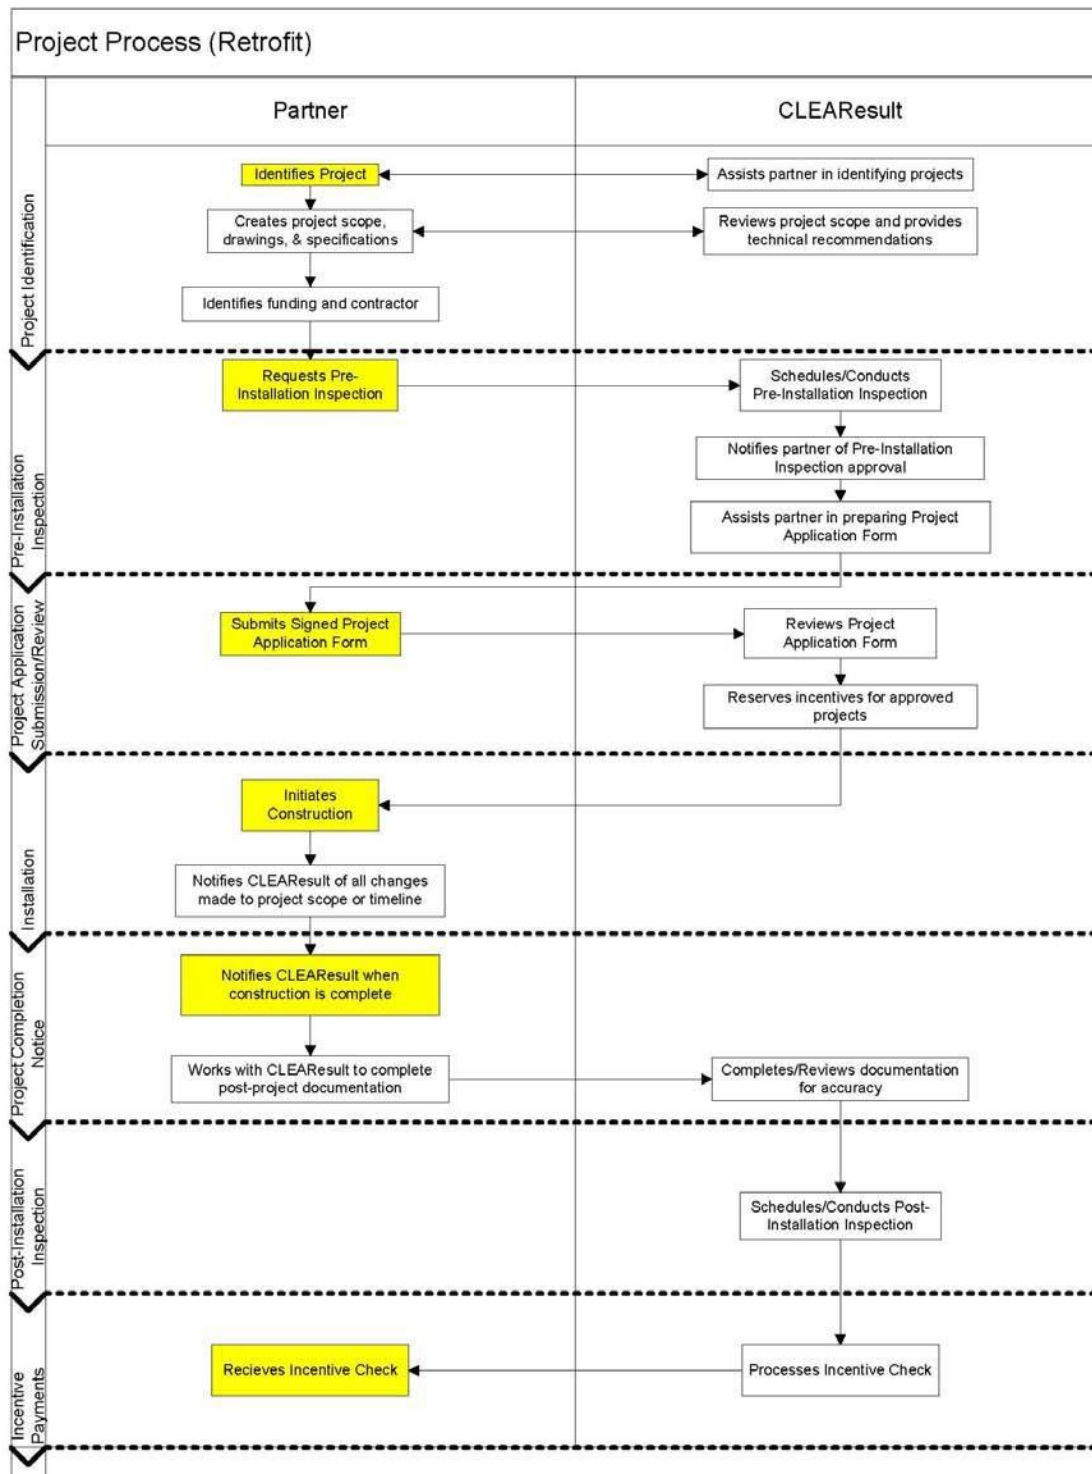 Project Process (Retrofit)
Partner
CLEAResult
Project Identification
Identifies Project
Assists partner in identifying projects
Creates project scope,
drawings, & specifications
Reviews project scope and provides
technical recommendations
Identifies funding and contractor
Pre-Installation
Inspection
Requests Pre-
Installation Inspection
Schedules/Conducts
Pre-Installation Inspection
Notifies partner of Pre-Installation
Inspection approval
Assists partner in preparing Project
Application Form
Project Application
Submission/Review
Submits Signed Project
Application Form
Reviews Project
Application Form
Reserves incentives for approved
projects
Installation
Initiates
Construction
Notifies CLEAResult of all changes
made to project scope or timeline
Project Completion
Notice
Notifies CLEAResult when
construction is complete
Works with CLEAResult to complete
post-project documentation
Completes/Reviews documentation
for accuracy
Post-Installation
Inspection
Schedules/Conducts Post-
Installation Inspection
Incentive
Payments
Recieves Incentive Check
Processes Incentive Check